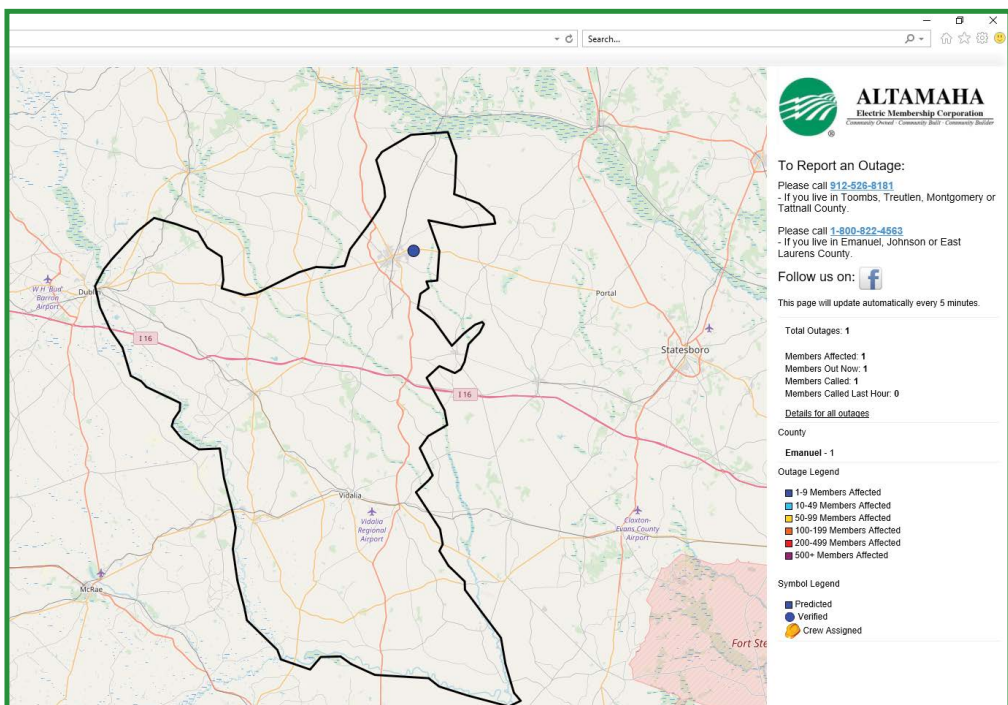 Search...
ALTAMAHA
Electric Membership Corporation
Community Owned · Community Built · Community Builder
®
To Report an Outage:
Please call 912-526-8181
- If you live in Toombs, Treutlen, Montgomery or
Tattnall County.
Please call 1-800-822-4563
- If you live in Emanuel, Johnson or East
Laurens County.
Follow us on: f
This page will update automatically every 5 minutes.
Total Outages: 1
Members Affected: 1
Members Out Now: 1
Members Called: 1
Members Called Last Hour: 0
Details for all outages
County
Emanuel - 1
Outage Legend
1-9 Members Affected
10-49 Members Affected
50-99 Members Affected
100-199 Members Affected
200-499 Members Affected
500+ Members Affected
Symbol Legend
Predicted
Verified
Crew Assigned
W H 'Bud'
Barron
Airport
Dublin
Portal
Statesboro
I 16
I 16
Vidalia
Vidalia
Regional
Airport
Claxton-
Evans County
Airport
McRae
Fort Ste